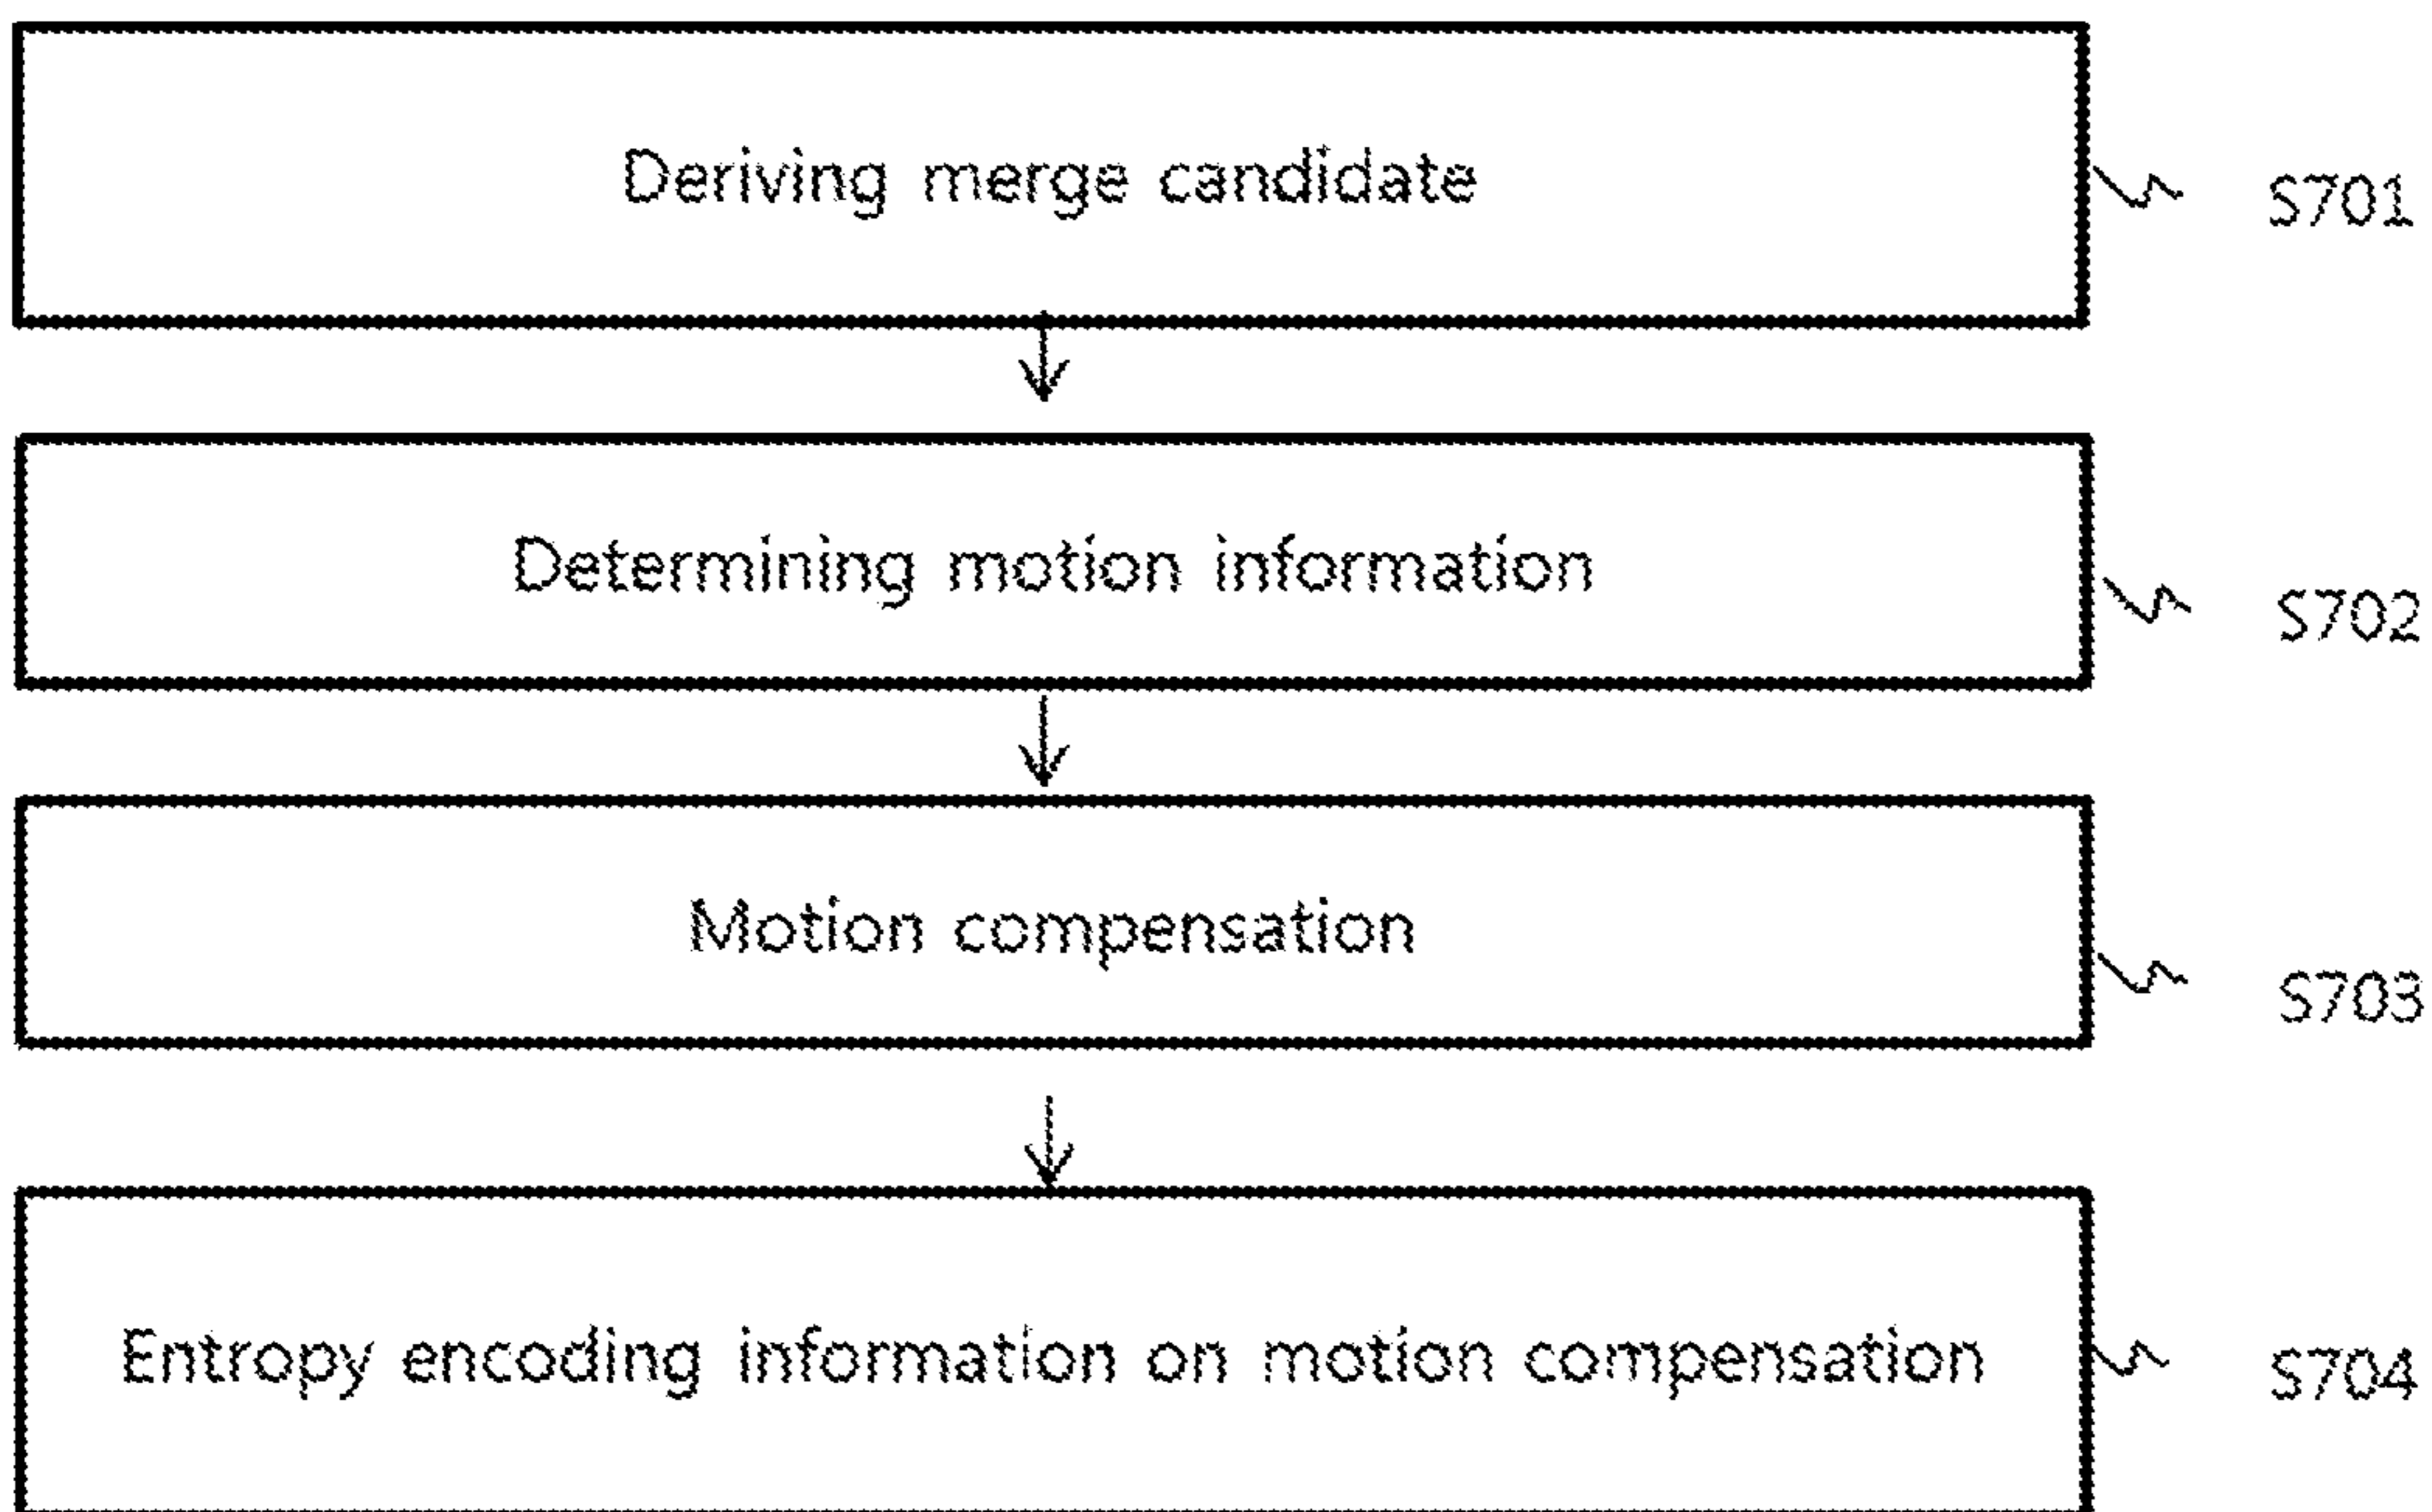 Deriving merge candidate
S701
Determining motion information
S702
Motion compensation
S703
Entropy encoding information on motion compensation
S704